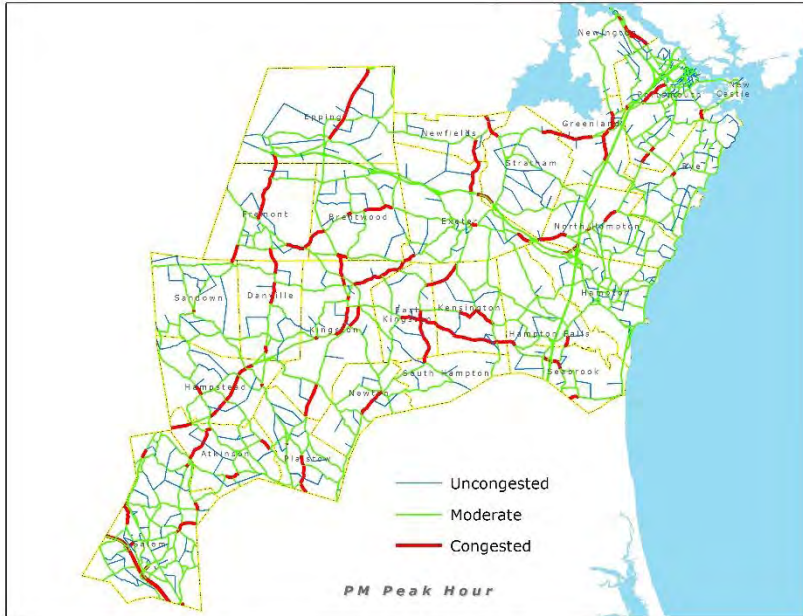 Newington
Portsmouth
New
Castle
Greenland
Epping
Newfields
Stratham
Rye
Fremont
Brentwood
Exeter
North Hampton
Sandown
Danville
Hampton
Kensington
East
Kingston
Kingston
Hampton Falls
Seabrook
South Hampton
Hempstead
Newton
Atkinson
Plaistow
Salem
Uncongested
Moderate
Congested
PM Peak Hour